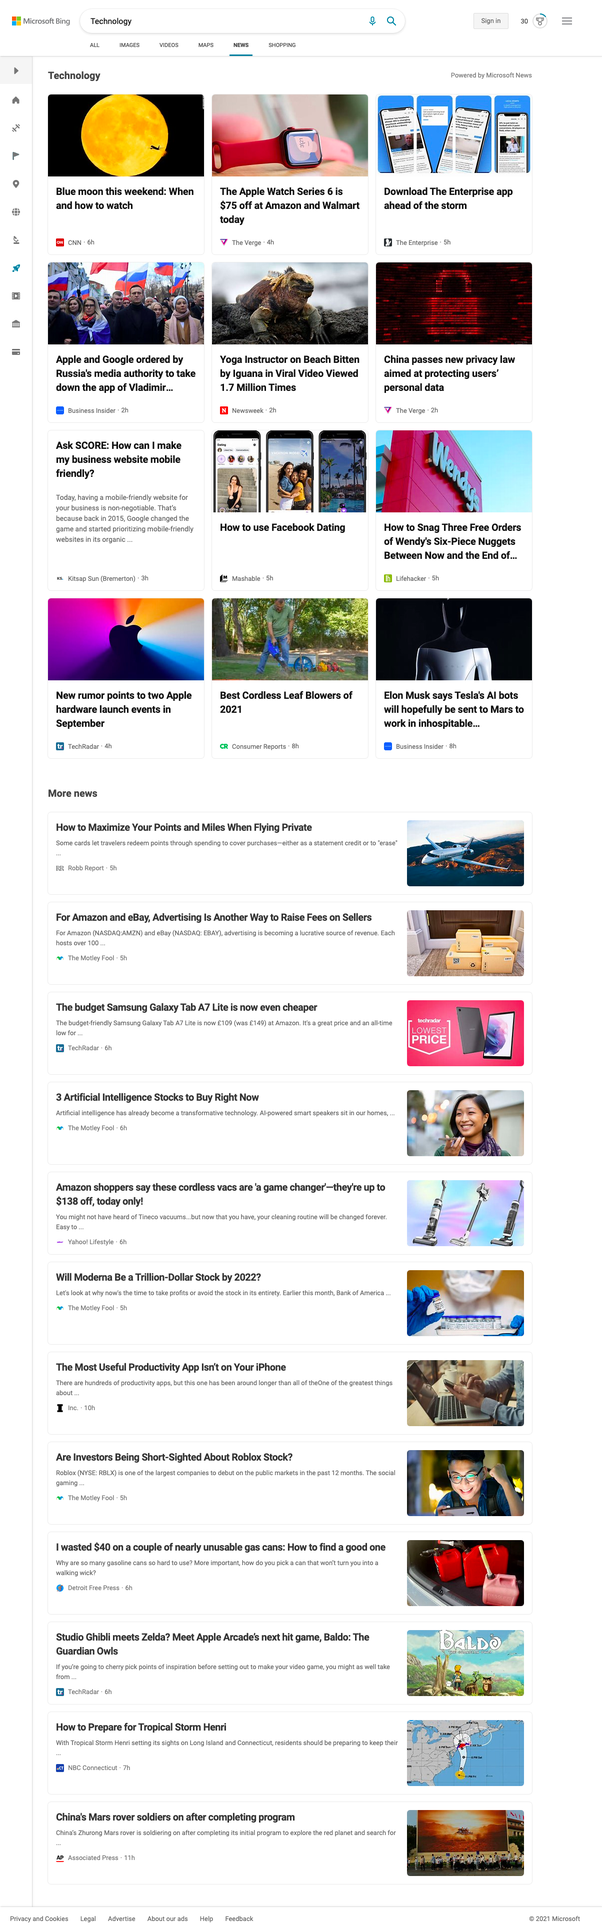 Microsoft Bing
Technology
Sign in
30
ALL
IMAGES
VIDEOS
MAPS
NEWS
SHOPPING
Technology
Powered by Microsoft News
Blue moon this weekend: When
and how to watch
CNN · 6h
The Apple Watch Series 6 is
$75 off at Amazon and Walmart
today
The Verge · 4h
Download The Enterprise app
ahead of the storm
The Enterprise · 5h
Apple and Google ordered by
Russia's media authority to take
down the app of Vladimir...
Business Insider · 2h
Yoga Instructor on Beach Bitten
by Iguana in Viral Video Viewed
1.7 Million Times
Newsweek · 2h
China passes new privacy law
aimed at protecting users'
personal data
The Verge · 2h
Ask SCORE: How can I make
my business website mobile
friendly?
Today, having a mobile-friendly website for
your business is non-negotiable. That's
because back in 2015, Google changed the
game and started prioritizing mobile-friendly
websites in its organic ...
Kitsap Sun (Bremerton) · 3h
How to use Facebook Dating
Mashable · 5h
Wendy's
How to Snag Three Free Orders
of Wendy's Six-Piece Nuggets
Between Now and the End of...
Lifehacker · 5h
New rumor points to two Apple
hardware launch events in
September
TechRadar · 4h
Best Cordless Leaf Blowers of
2021
Consumer Reports · 8h
Elon Musk says Tesla's AI bots
will hopefully be sent to Mars to
work in inhospitable...
Business Insider · 8h
More news
How to Maximize Your Points and Miles When Flying Private
Some cards let travelers redeem points through spending to cover purchases—either as a statement credit or to "erase"
...
Robb Report · 5h
For Amazon and eBay, Advertising Is Another Way to Raise Fees on Sellers
For Amazon (NASDAQ:AMZN) and eBay (NASDAQ: EBAY), advertising is becoming a lucrative source of revenue. Each
hosts over 100 ...
The Motley Fool · 5h
The budget Samsung Galaxy Tab A7 Lite is now even cheaper
The budget-friendly Samsung Galaxy Tab A7 Lite is now £109 (was £149) at Amazon. It's a great price and an all-time
low for ...
TechRadar · 6h
techradar
LOWEST
PRICE
3 Artificial Intelligence Stocks to Buy Right Now
Artificial intelligence has already become a transformative technology. AI-powered smart speakers sit in our homes, ...
The Motley Fool · 6h
Amazon shoppers say these cordless vacs are 'a game changer'—they're up to
$138 off, today only!
You might not have heard of Tineco vacuums...but now that you have, your cleaning routine will be changed forever.
Easy to ...
Yahoo! Lifestyle · 6h
Will Moderna Be a Trillion-Dollar Stock by 2022?
Let's look at why now's the time to take profits or avoid the stock in its entirety. Earlier this month, Bank of America ...
The Motley Fool · 5h
The Most Useful Productivity App Isn't on Your iPhone
There are hundreds of productivity apps, but this one has been around longer than all of theOne of the greatest things
about ...
Inc. · 10h
Are Investors Being Short-Sighted About Roblox Stock?
Roblox (NYSE: RBLX) is one of the largest companies to debut on the public markets in the past 12 months. The social
gaming ...
The Motley Fool · 5h
I wasted $40 on a couple of nearly unusable gas cans: How to find a good one
Why are so many gasoline cans so hard to use? More important, how do you pick a can that won't turn you into a
walking wick?
Detroit Free Press · 6h
Studio Ghibli meets Zelda? Meet Apple Arcade's next hit game, Baldo: The
Guardian Owls
If you're going to cherry pick points of inspiration before setting out to make your video game, you might as well take
from ...
TechRadar · 6h
BALDO
How to Prepare for Tropical Storm Henri
With Tropical Storm Henri setting its sights on Long Island and Connecticut, residents should be preparing to keep their
...
NBC Connecticut · 7h
China's Mars rover soldiers on after completing program
China's Zhurong Mars rover is soldiering on after completing its initial program to explore the red planet and search for
...
AP
Associated Press · 11h
Privacy and Cookies
Legal
Advertise
About our ads
Help
Feedback
© 2021 Microsoft